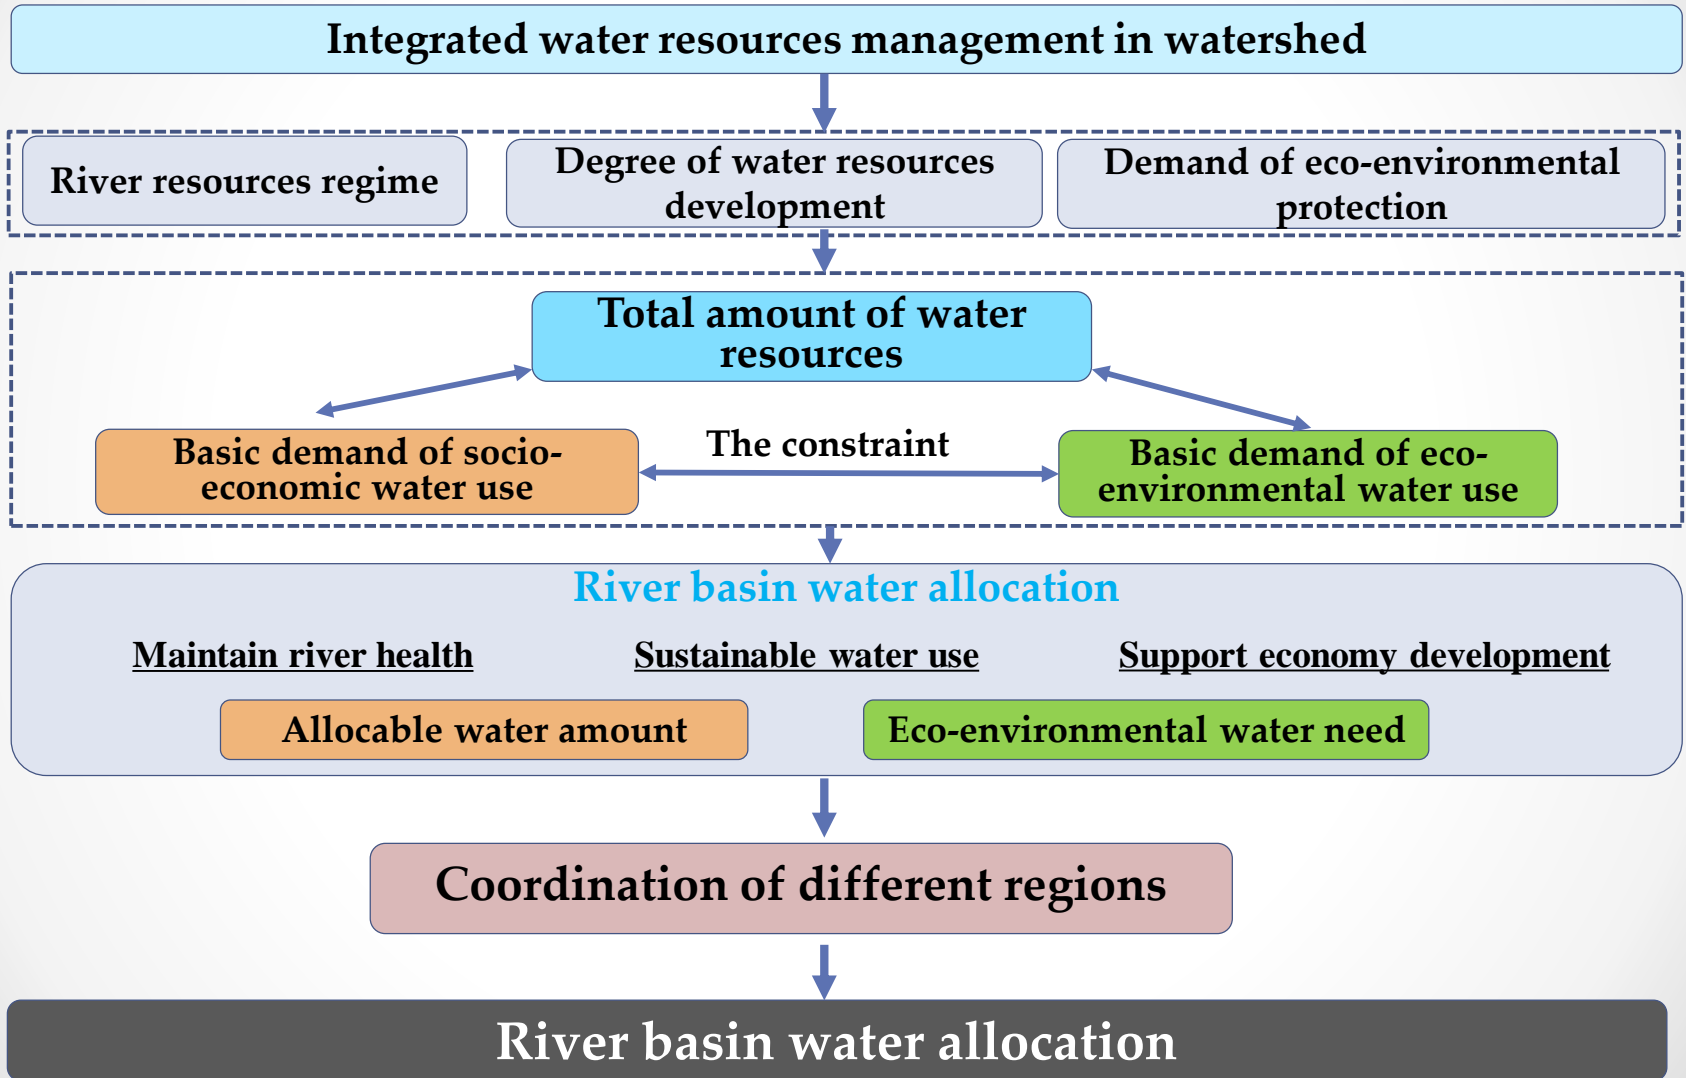 Integrated water resources management in watershed
River resources regime
Degree of water resources
development
Demand of eco-environmental
protection
Total amount of water
resources
The constraint
Basic demand of socio-
economic water use
Basic demand of eco-
environmental water use
River basin water allocation
Maintain river health
Sustainable water use
Support economy development
Allocable water amount
Eco-environmental water need
Coordination of different regions
River basin water allocation